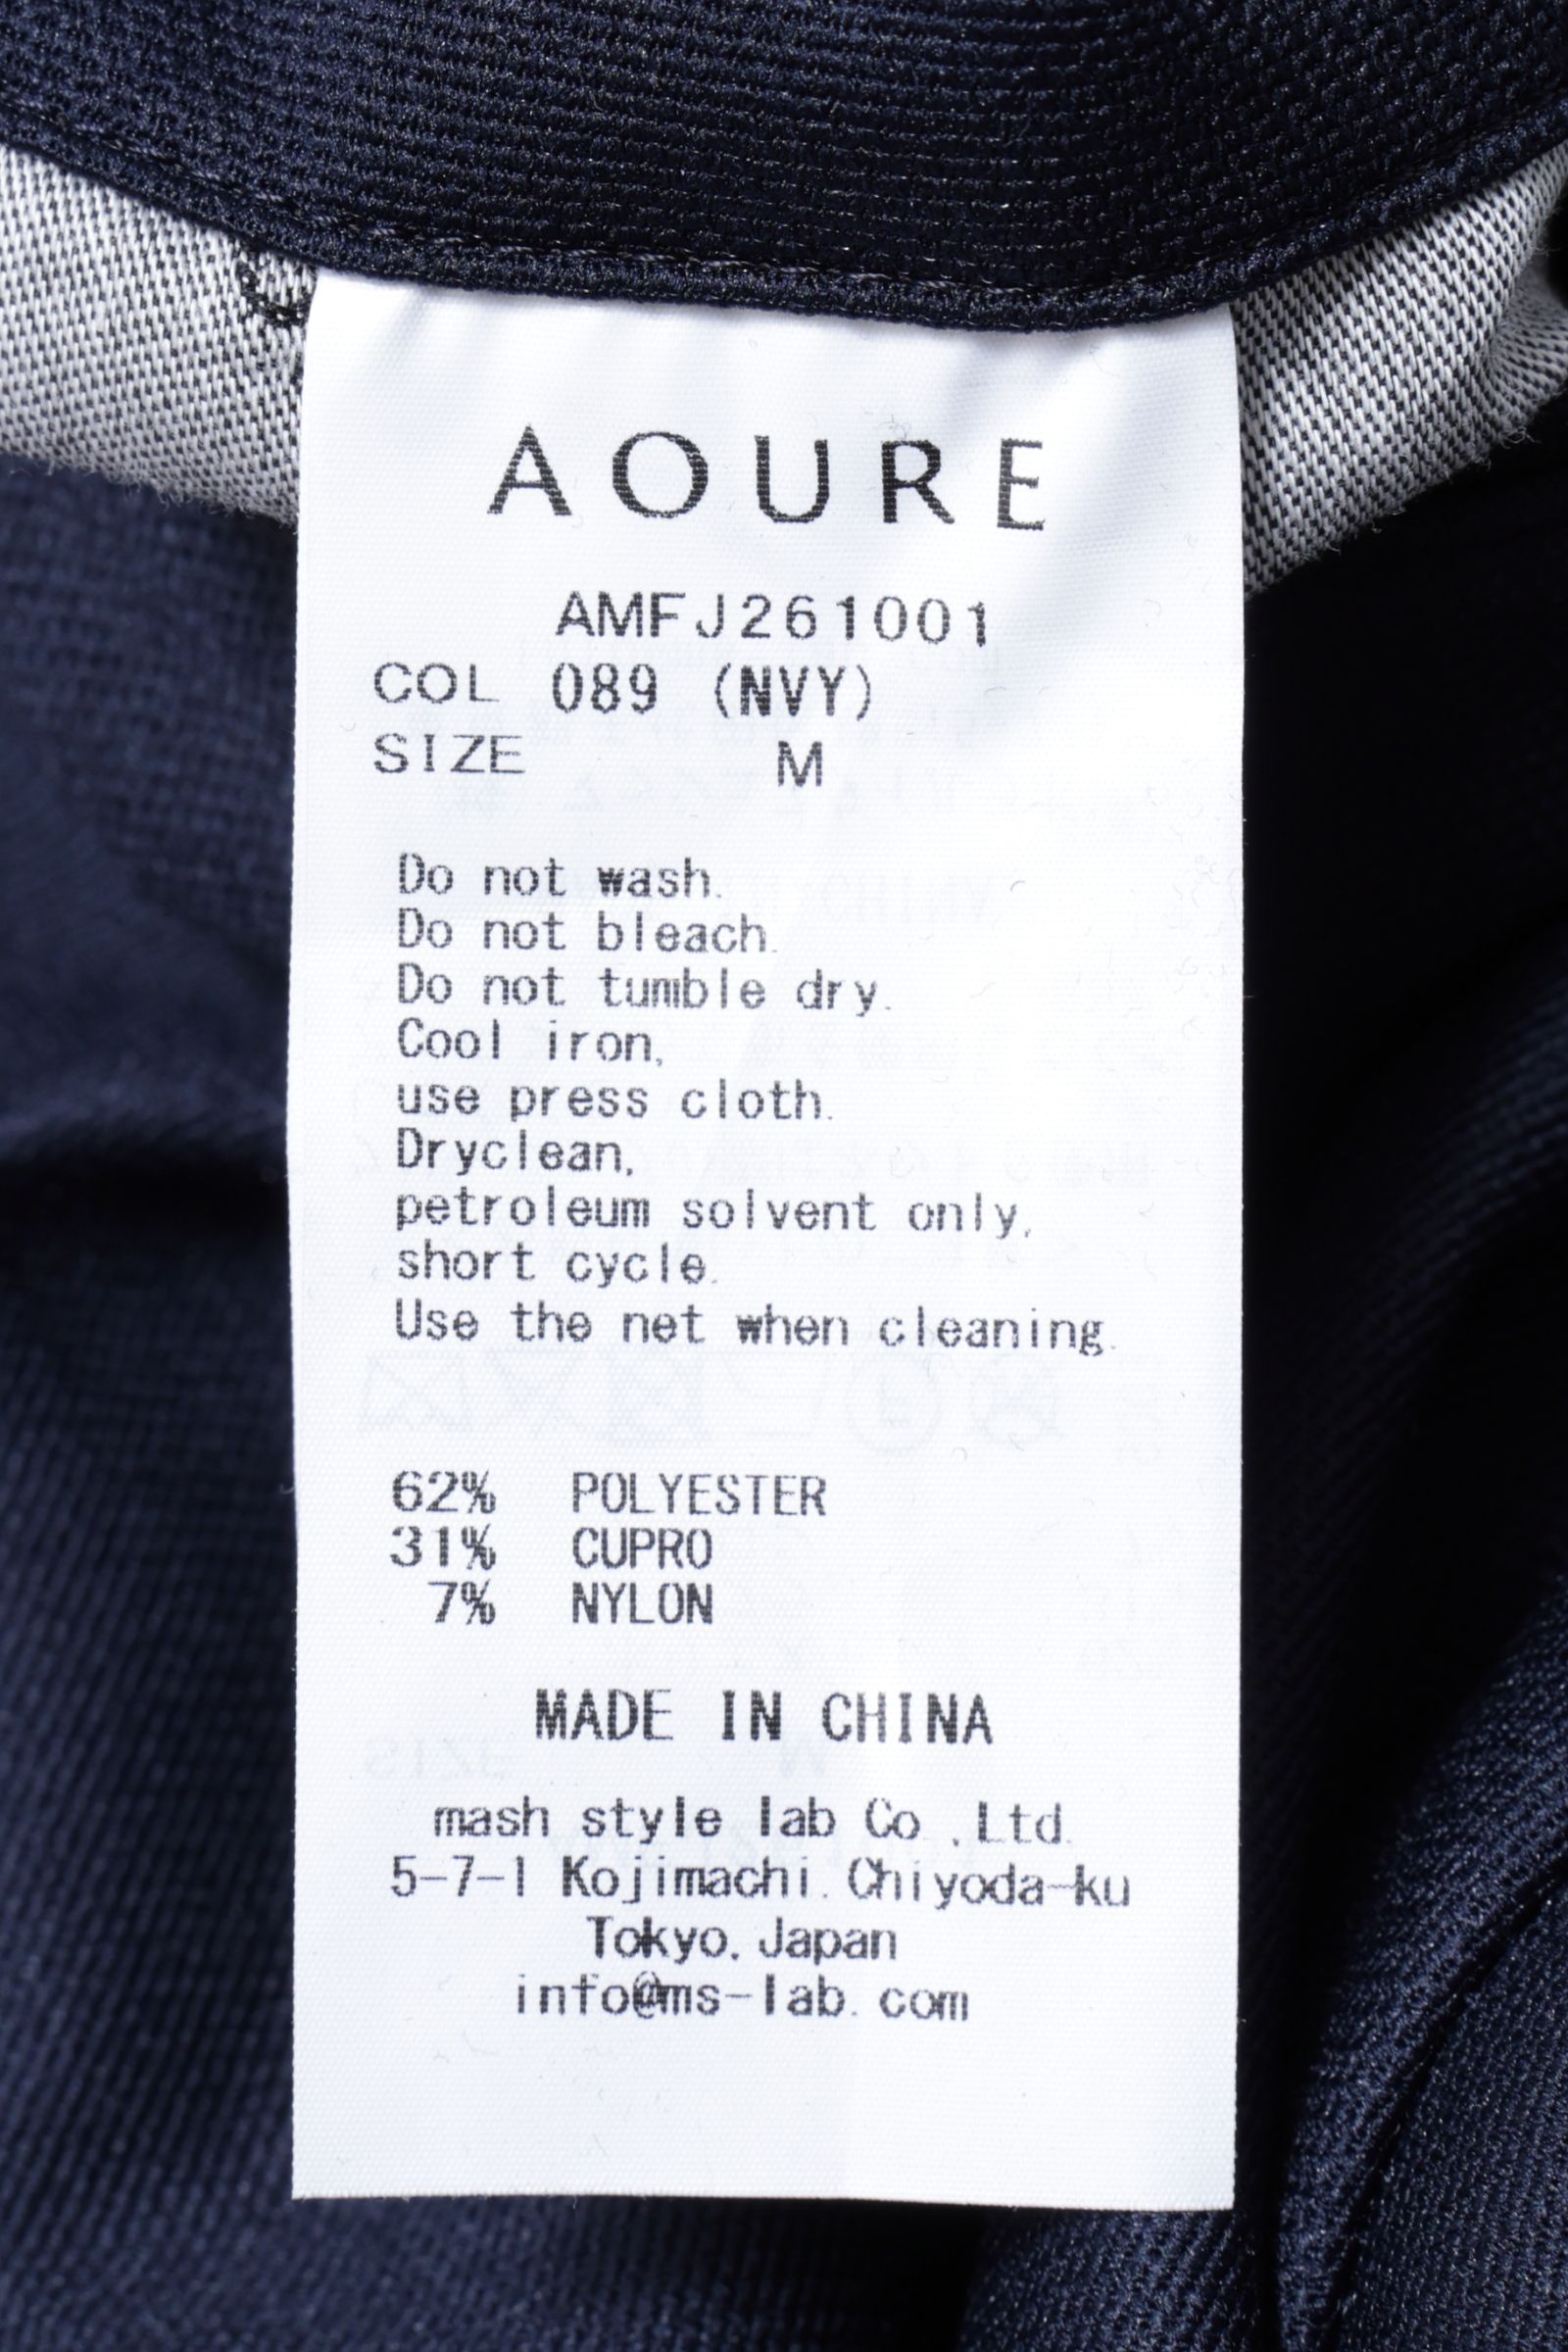 AOURE
AMFJ261001
COL 089 (NVY)
SIZE M
Do not wash.
Do not bleach.
Do not tumble dry.
Cool iron,
use press cloth.
Dryclean,
petroleum solvent only,
short cycle.
Use the net when cleaning.
62% POLYESTER
31% CUPRO
7% NYLON
MADE IN CHINA
mash style lab Co.,Ltd.
5-7-1 Kojimachi.Chiyoda-ku
Tokyo,Japan
info@ms-lab.com